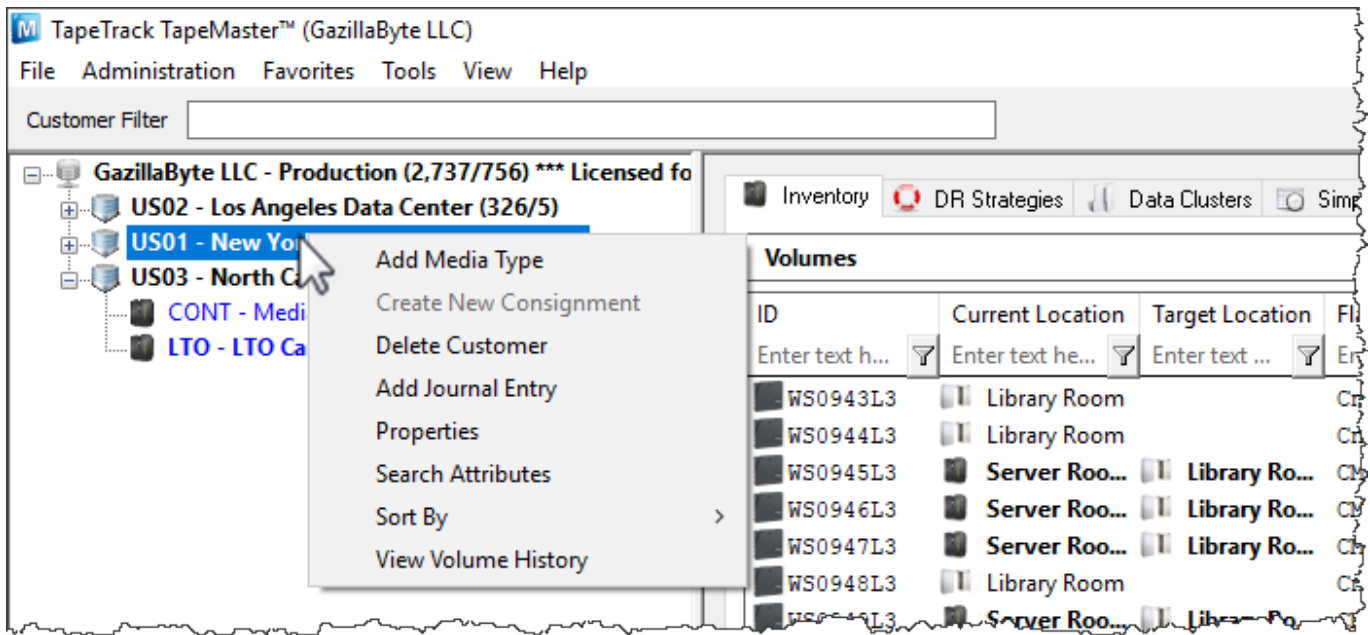 TapeTrack TapeMaster™ (GazillaByte LLC)
File Administration Favorites Tools View Help
Customer Filter
GazillaByte LLC - Production (2,737/756) *** Licensed fo
US02 - Los Angeles Data Center (326/5)
US01 - New Yo
US03 - North Ca
CONT - Medi
LTO - LTO Ca
Add Media Type
Create New Consignment
Delete Customer
Add Journal Entry
Properties
Search Attributes
Sort By
View Volume History
Inventory DR Strategies Data Clusters Simp
Volumes
ID Current Location Target Location
Enter text h... Enter text he... Enter text ...
WS0943L3 Library Room
WS0944L3 Library Room
WS0945L3 Server Roo... Library Ro...
WS0946L3 Server Roo... Library Ro...
WS0947L3 Server Roo... Library Ro...
WS0948L3 Library Room
Server Roo...